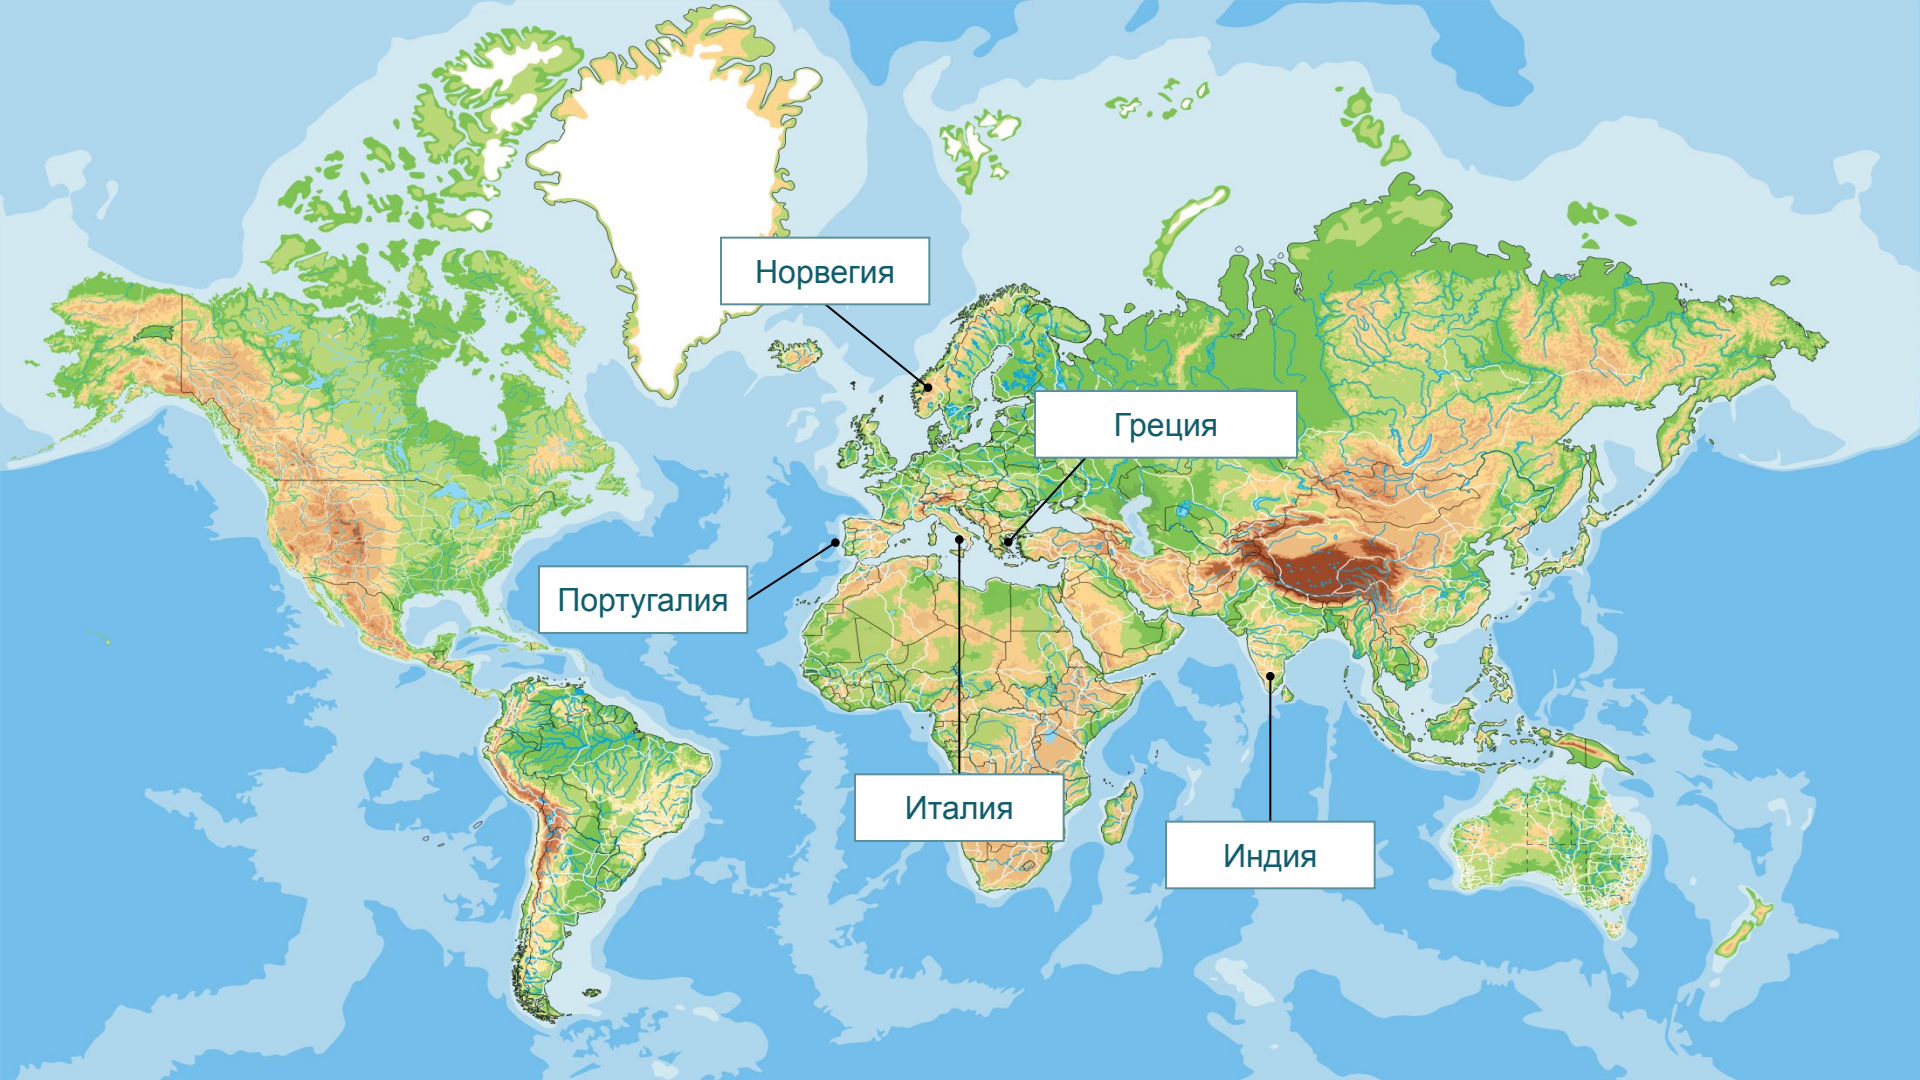 Норвегия
Греция
Португалия
Италия
Индия